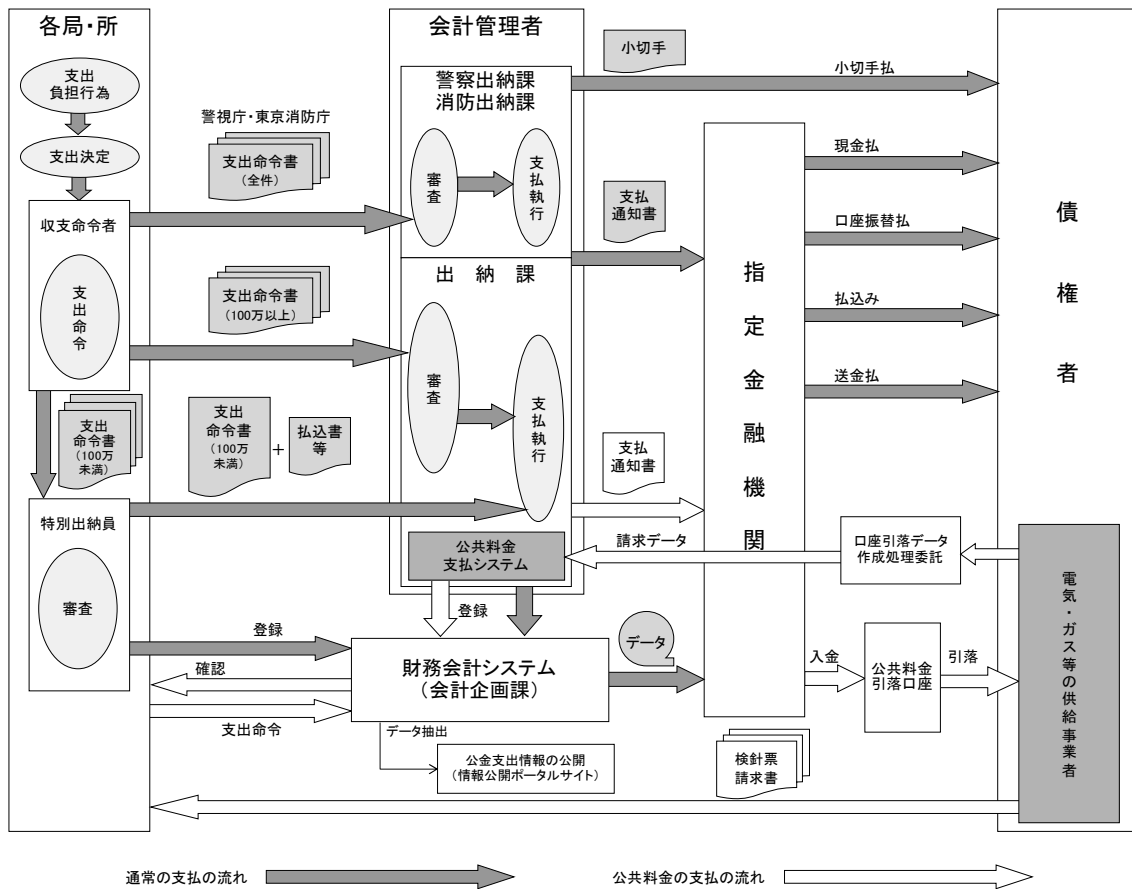 各局・所
支出
負担行為
支出決定
収支命令者
支出命令
支出
命令書
(100万
未満)
特別出納員
審査
警視庁・東京消防庁
支出命令書
(全件)
支出命令書
(100万以上)
支出
命令書
(100万
未満)
+
払込書
等
会計管理者
警察出納課
消防出納課
審査
支払執行
出納課
審査
支払執行
公共料金
支払システム
登録
登録
確認
支出命令
財務会計システム
(会計企画課)
データ抽出
公金支出情報の公開
(情報公開ポータルサイト)
小切手
小切手払
支払
通知書
支払
通知書
請求データ
データ
指定金融機関
現金払
口座振替払
払込み
送金払
口座引落データ
作成処理委託
入金
公共料金
引落口座
引落
検針票
請求書
債権者
電気・ガス等の供給事業者
通常の支払の流れ
公共料金の支払の流れ